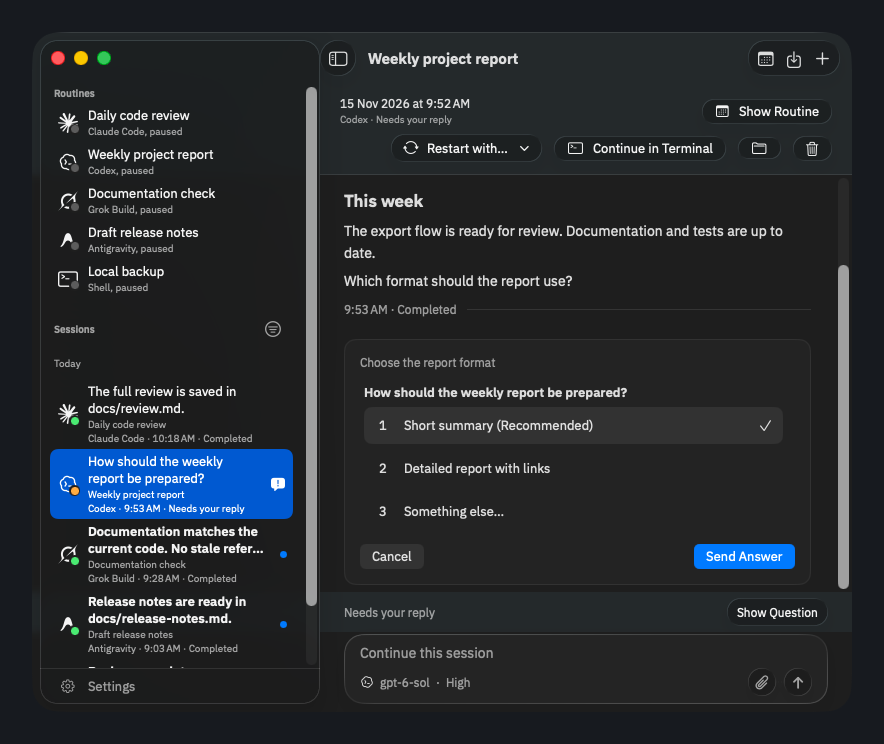 Weekly project report
Routines
Daily code review
Claude Code, paused
Weekly project report
Codex, paused
Documentation check
Grok Build, paused
Draft release notes
Antigravity, paused
Local backup
Shell, paused
Sessions
Today
The full review is saved in
docs/review.md.
Daily code review
Claude Code · 10:18 AM · Completed
How should the weekly
report be prepared?
Weekly project report
Codex · 9:53 AM · Needs your reply
Documentation matches the
current code. No stale refer...
Documentation check
Grok Build · 9:28 AM · Completed
Release notes are ready in
docs/release-notes.md.
Draft release notes
Antigravity · 9:03 AM · Completed
Settings
15 Nov 2026 at 9:52 AM
Codex · Needs your reply
Show Routine
Restart with...
Continue in Terminal
This week
The export flow is ready for review. Documentation and tests are up to
date.
Which format should the report use?
9:53 AM · Completed
Choose the report format
How should the weekly report be prepared?
1 Short summary (Recommended)
2 Detailed report with links
3 Something else...
Cancel
Send Answer
Needs your reply
Show Question
Continue this session
gpt-6-sol · High